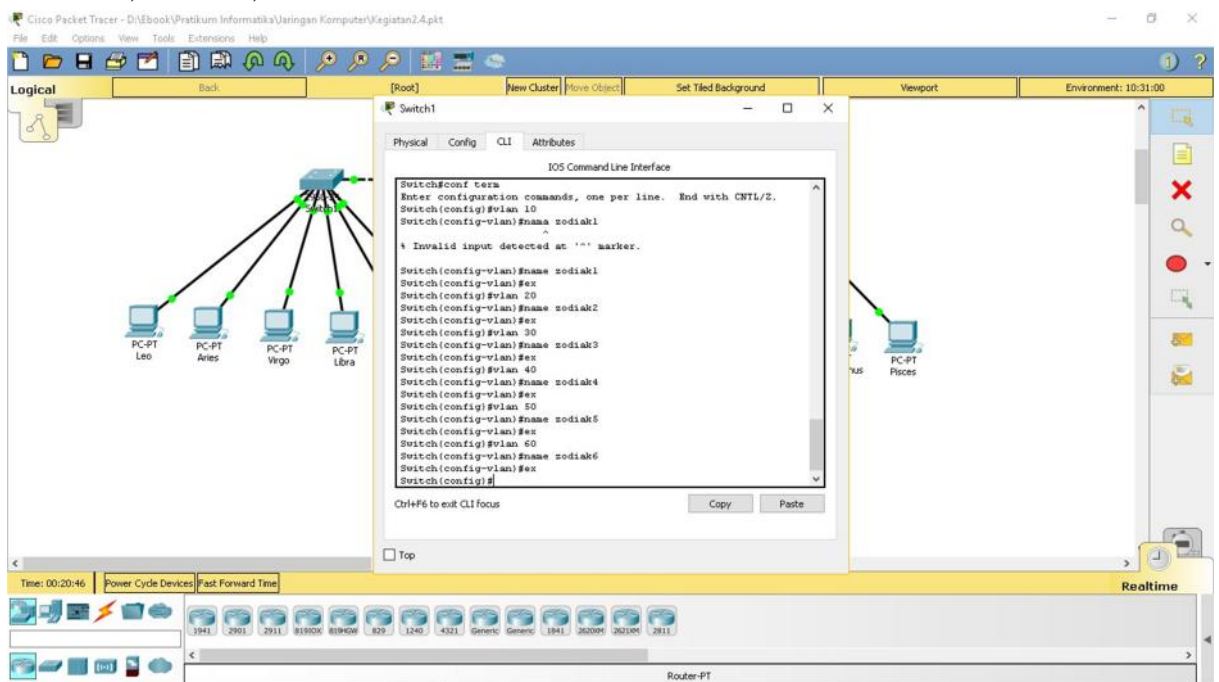 Cisco Packet Tracer - D:\Ebook\Pratikum Informatika\Jaringan Komputer\Kegiatan2.4.pkt
File Edit Options View Tools Extensions Help
Logical Back [Root] New Cluster Move Object Set Tiled Background Viewport Environment: 10:31:00
Switch1
Physical Config CLI Attributes
IOS Command Line Interface
Switch#conf term
Enter configuration commands, one per line. End with CNTL/Z.
Switch(config)#vlan 10
Switch(config-vlan)#nama zodiak1
^
% Invalid input detected at '^' marker.
Switch(config-vlan)#name zodiak1
Switch(config-vlan)#ex
Switch(config)#vlan 20
Switch(config-vlan)#name zodiak2
Switch(config-vlan)#ex
Switch(config)#vlan 30
Switch(config-vlan)#name zodiak3
Switch(config-vlan)#ex
Switch(config)#vlan 40
Switch(config-vlan)#name zodiak4
Switch(config-vlan)#ex
Switch(config)#vlan 50
Switch(config-vlan)#name zodiak5
Switch(config-vlan)#ex
Switch(config)#vlan 60
Switch(config-vlan)#name zodiak6
Switch(config-vlan)#ex
Switch(config)#
Ctrl+F6 to exit CLI focus Copy Paste
Top
PC-PT
Leo
PC-PT
Aries
PC-PT
Virgo
PC-PT
Libra
PC-PT
Pisces
Time: 00:20:46 Power Cycle Devices Fast Forward Time Realtime
1941 2901 2911 819IOX 819HGW 829 1240 4321 Generic Generic 1841 2620XM 2621XM 2811
Router-PT